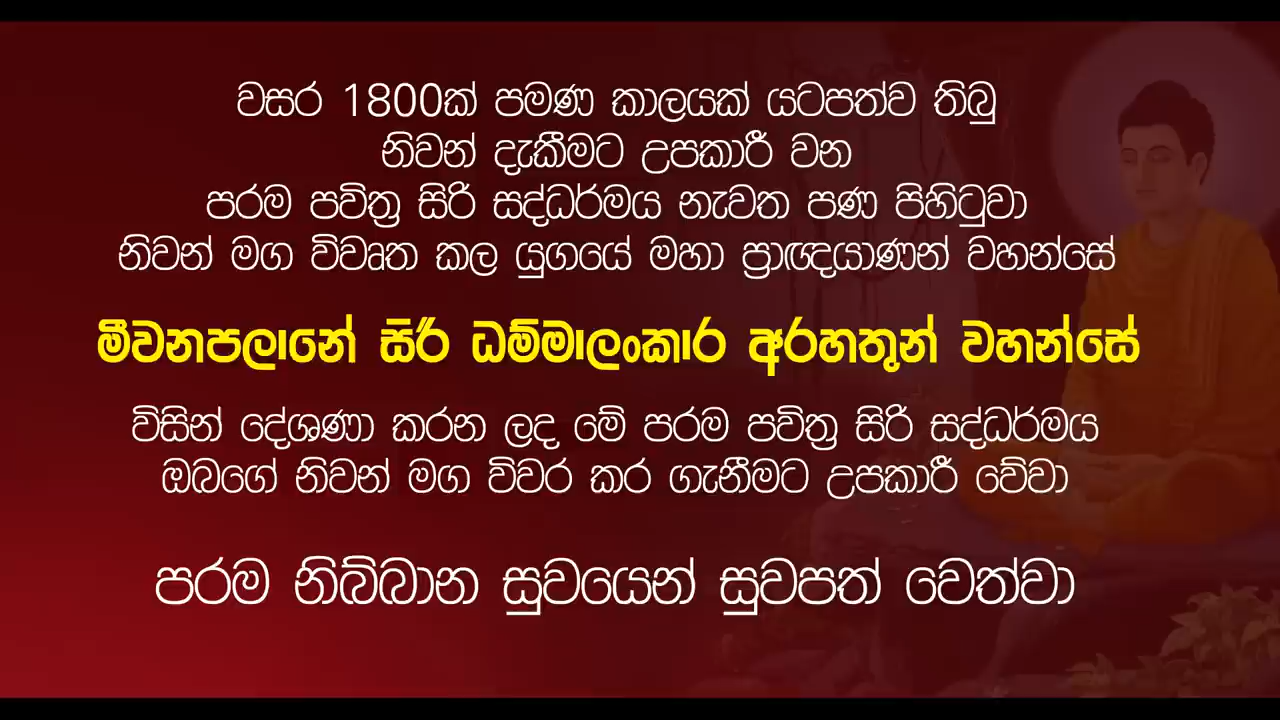 වසර 1800ක් පමණ කාලයක් යටපත්ව තිබු
නිවන් දැකීමට උපකාරී වන
පරම පවිත්‍ර සිරි සද්ධර්මය නැවත පණ පිහිටුවා
නිවන් මග විවෘත කල යුගයේ මහා ප්‍රාඥයාණන් වහන්සේ
මීවනපලානේ සිරි ධම්මාලංකාර අරහතුන් වහන්සේ
විසින් දේශණා කරන ලද මේ පරම පවිත්‍ර සිරි සද්ධර්මය
ඔබගේ නිවන් මග විවර කර ගැනීමට උපකාරී වේවා
පරම නිබ්බාන සුවයෙන් සුවපත් වෙත්වා